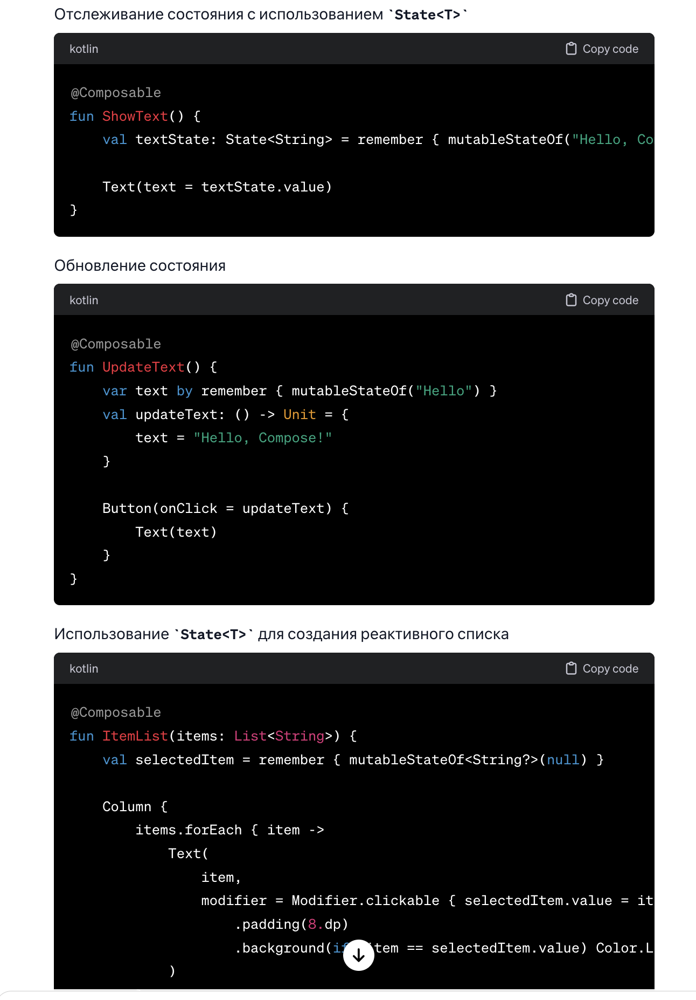 Отслеживание состояния с использованием `State<T>`
kotlin
Copy code
@Composable
fun ShowText() {
    val textState: State<String> = remember { mutableStateOf("Hello, Co
    Text(text = textState.value)
}
Обновление состояния
kotlin
Copy code
@Composable
fun UpdateText() {
    var text by remember { mutableStateOf("Hello") }
    val updateText: () -> Unit = {
        text = "Hello, Compose!"
    }
    Button(onClick = updateText) {
        Text(text)
    }
}
Использование `State<T>` для создания реактивного списка
kotlin
Copy code
@Composable
fun ItemList(items: List<String>) {
    val selectedItem = remember { mutableStateOf<String?>(null) }
    Column {
        items.forEach { item ->
            Text(
                item,
                modifier = Modifier.clickable { selectedItem.value = it
                    .padding(8.dp)
                    .background(if tem == selectedItem.value) Color.L
            )